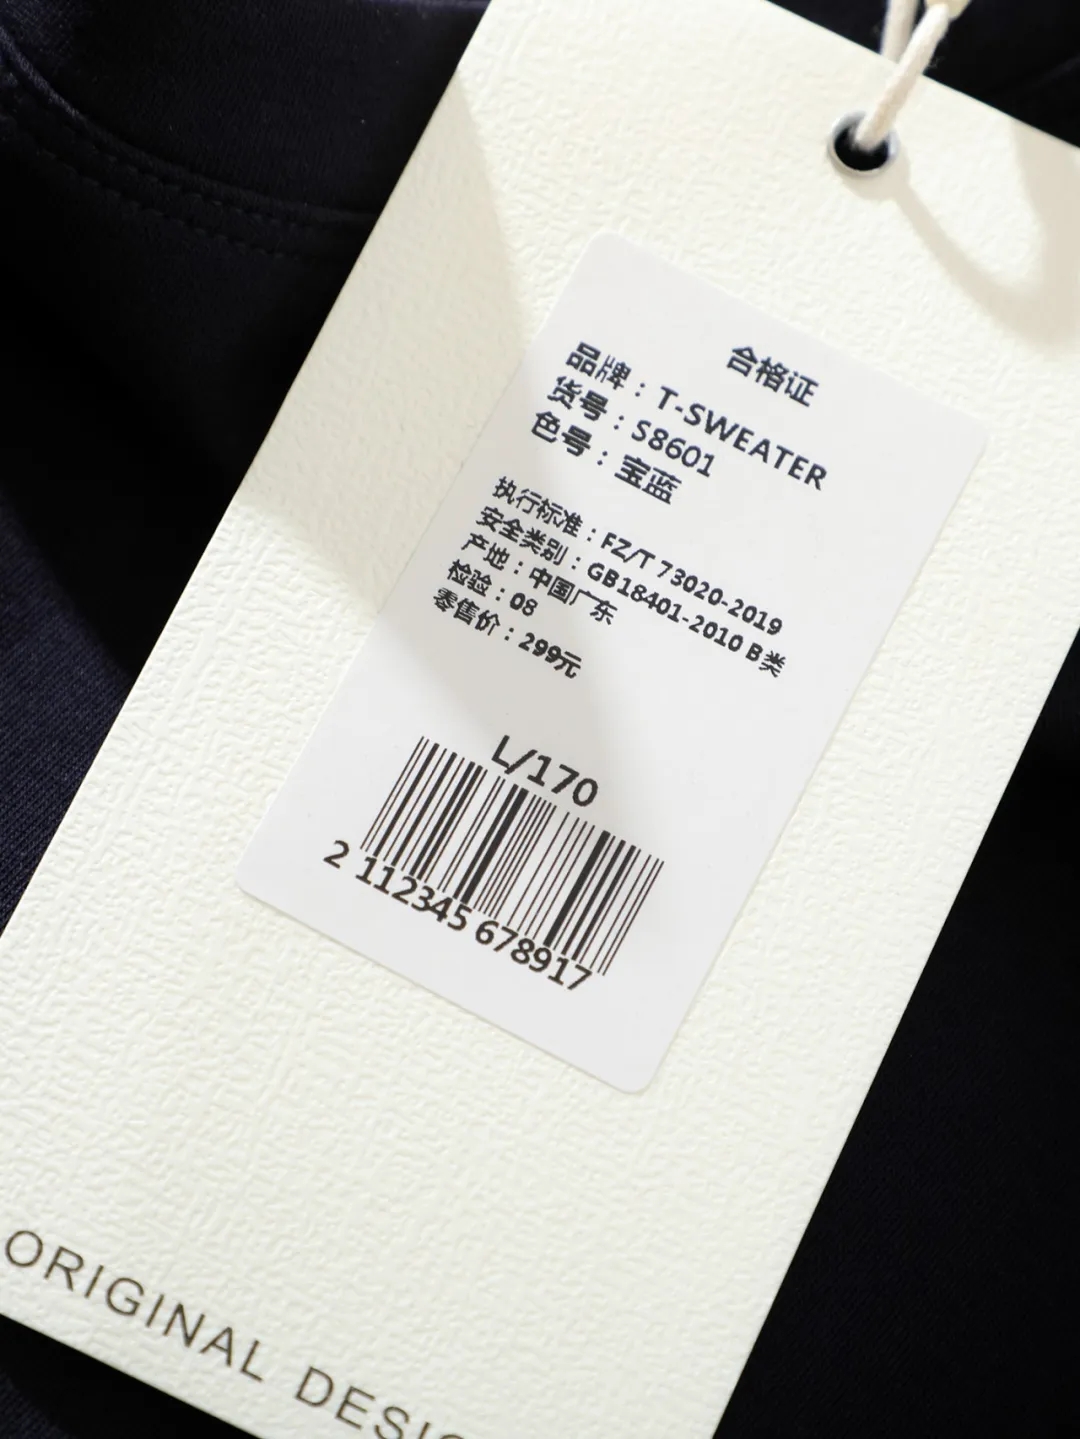 合格证
品牌：T-SWEATER
货号：S8601
色号：宝蓝
执行标准：FZ/T 73020-2019
安全类别：GB18401-2010 B类
产地：中国广东
检验：08
零售价：299元
L/170
2 112345 678917
ORIGINAL